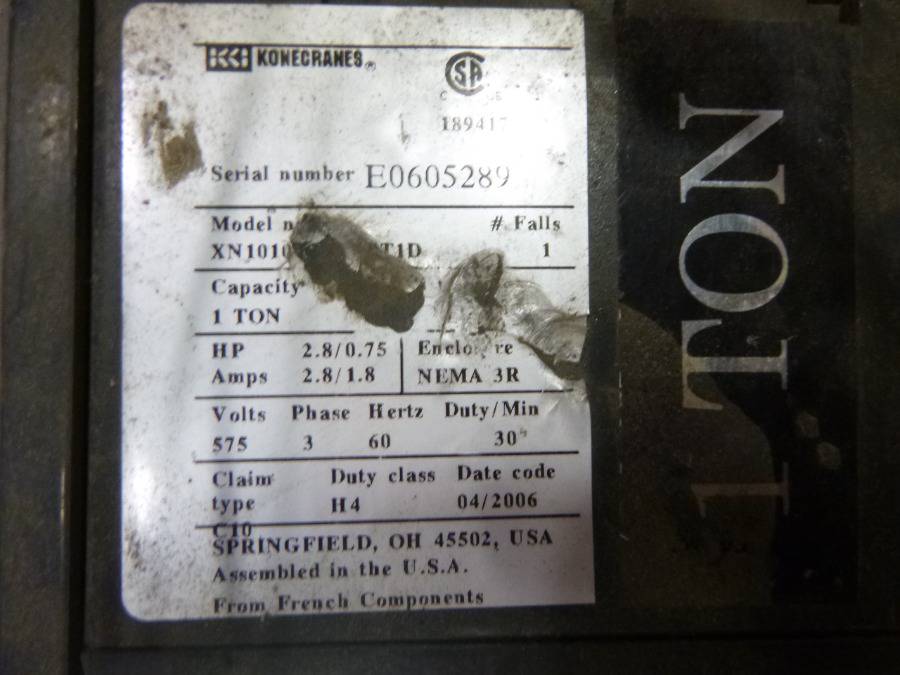 KONECRANES®
CSA
189417
Serial number E0605289
Model # Falls
XN101 T1D 1
Capacity
1 TON
HP 2.8/0.75
Amps 2.8/1.8 NEMA 3R
Volts Phase Hertz Duty/Min
575 3 60 30
Claim Duty class Date code
type H4 04/2006
C10
SPRINGFIELD, OH 45502, USA
Assembled in the U.S.A.
From French Components
1 TON